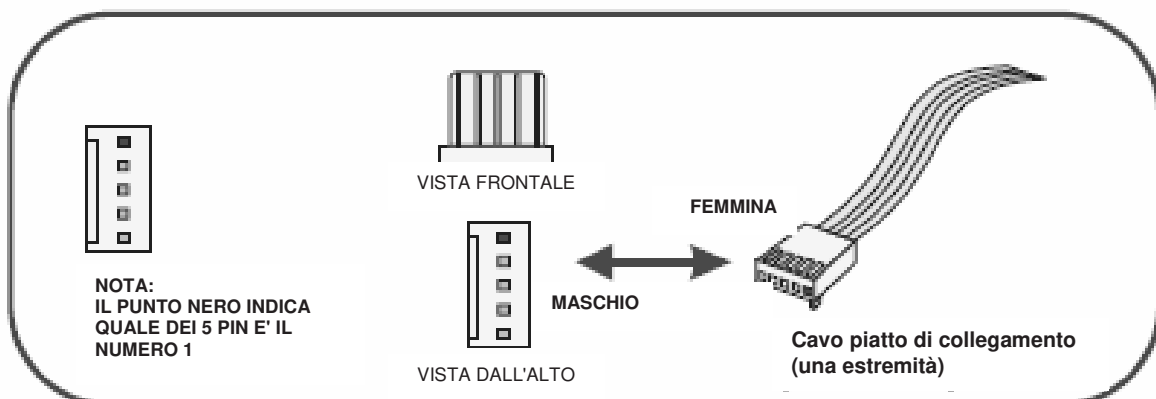 VISTA FRONTALE
FEMMINA
NOTA:
IL PUNTO NERO INDICA
QUALE DEI 5 PIN E' IL
NUMERO 1
MASCHIO
VISTA DALL'ALTO
Cavo piatto di collegamento
(una estremità)